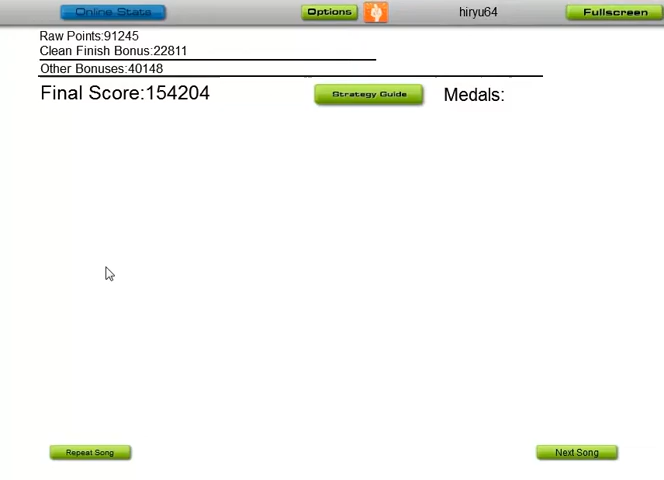 Online Stats Options hiryu64 Fullscreen
Raw Points:91245
Clean Finish Bonus:22811
Other Bonuses:40148
Final Score:154204 Strategy Guide Medals:
Repeat Song Next Song